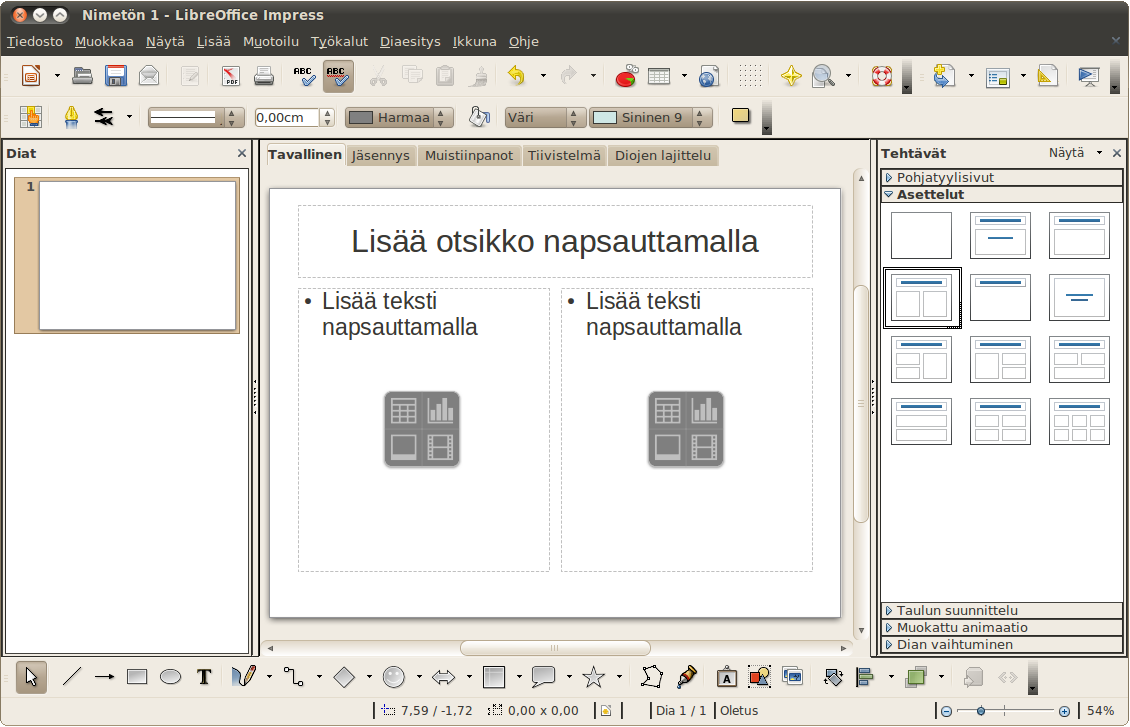 Nimetön 1 - LibreOffice Impress
Tiedosto Muokkaa Näytä Lisää Muotoilu Työkalut Diaesitys Ikkuna Ohje
PDF ABC ABC
0,00cm Harmaa Väri Sininen 9
Diat
Tavallinen Jäsennys Muistiinpanot Tiivistelmä Diojen lajittelu
Tehtävät Näytä
Pohjatyylisivut
Asettelut
1
Lisää otsikko napsauttamalla
• Lisää teksti
napsauttamalla
• Lisää teksti
napsauttamalla
Taulun suunnittelu
Muokattu animaatio
Dian vaihtuminen
T A
7,59 / -1,72 0,00 x 0,00 Dia 1 / 1 Oletus 54%